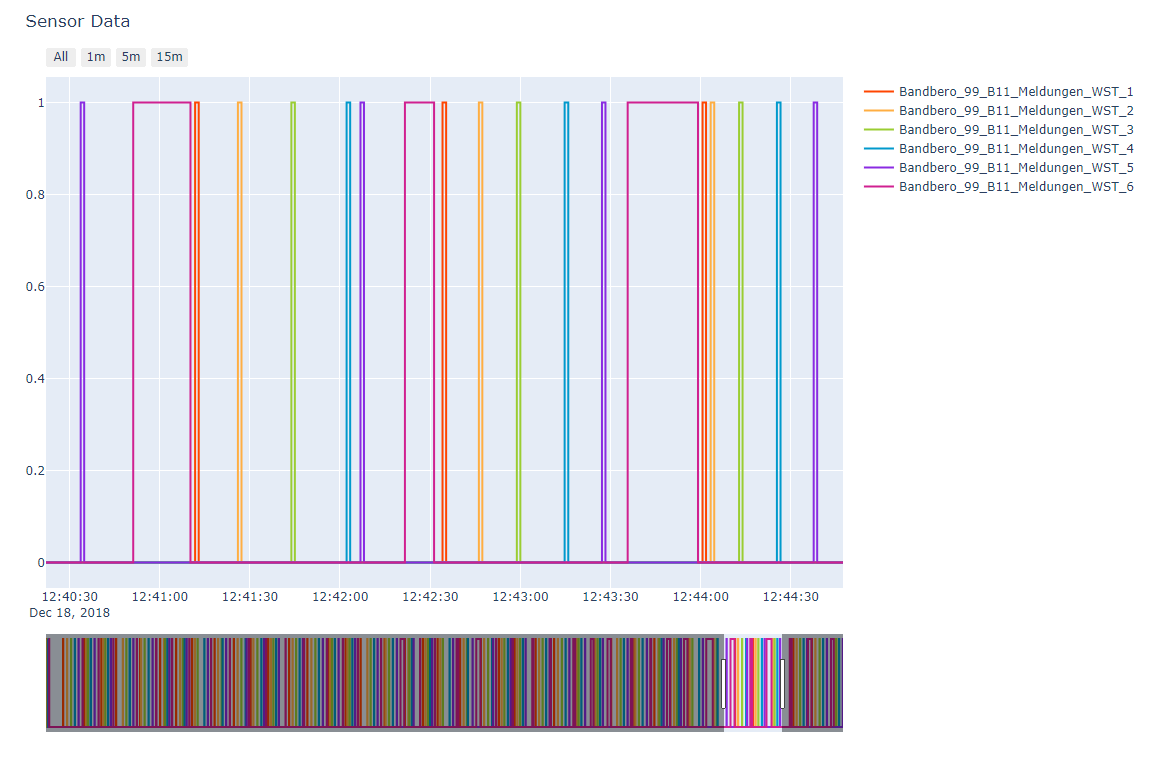 Sensor Data
All 1m 5m 15m
1
0.8
0.6
0.4
0.2
0
12:40:30 12:41:00 12:41:30 12:42:00 12:42:30 12:43:00 12:43:30 12:44:00 12:44:30
Dec 18, 2018
Bandbero_99_B11_Meldungen_WST_1
Bandbero_99_B11_Meldungen_WST_2
Bandbero_99_B11_Meldungen_WST_3
Bandbero_99_B11_Meldungen_WST_4
Bandbero_99_B11_Meldungen_WST_5
Bandbero_99_B11_Meldungen_WST_6